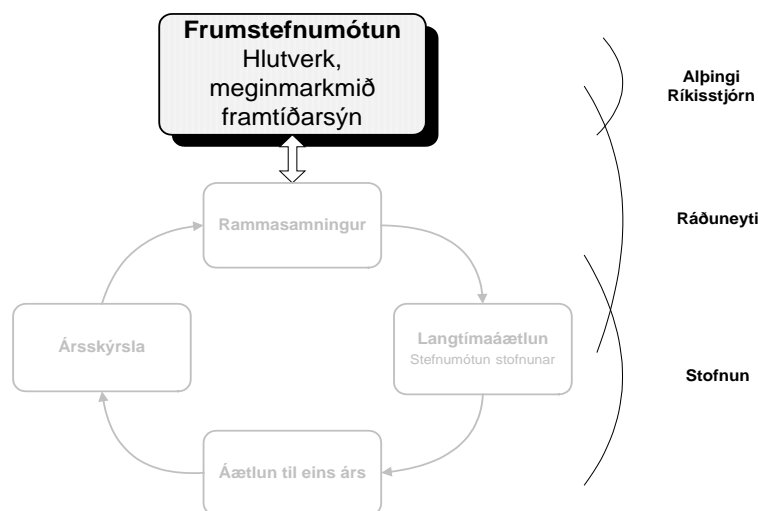 Frumstefnumótun
Hlutverk,
meginmarkmið
framtíðarsýn
Alþingi
Ríkisstjórn
Rammasamningur
Ráðuneyti
Ársskýrsla
Langtímaáætlun
Stefnumótun stofnunar
Stofnun
Áætlun til eins árs